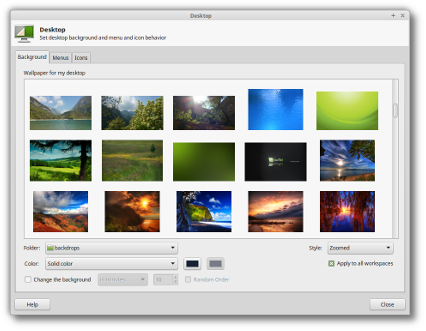 Desktop
Desktop
Set desktop background and menu and icon behavior
Background Menus Icons
Wallpaper for my desktop
Folder: backdrops Style: Zoomed
Color: Solid color Apply to all workspaces
Change the background 10 Random Order
Help Close